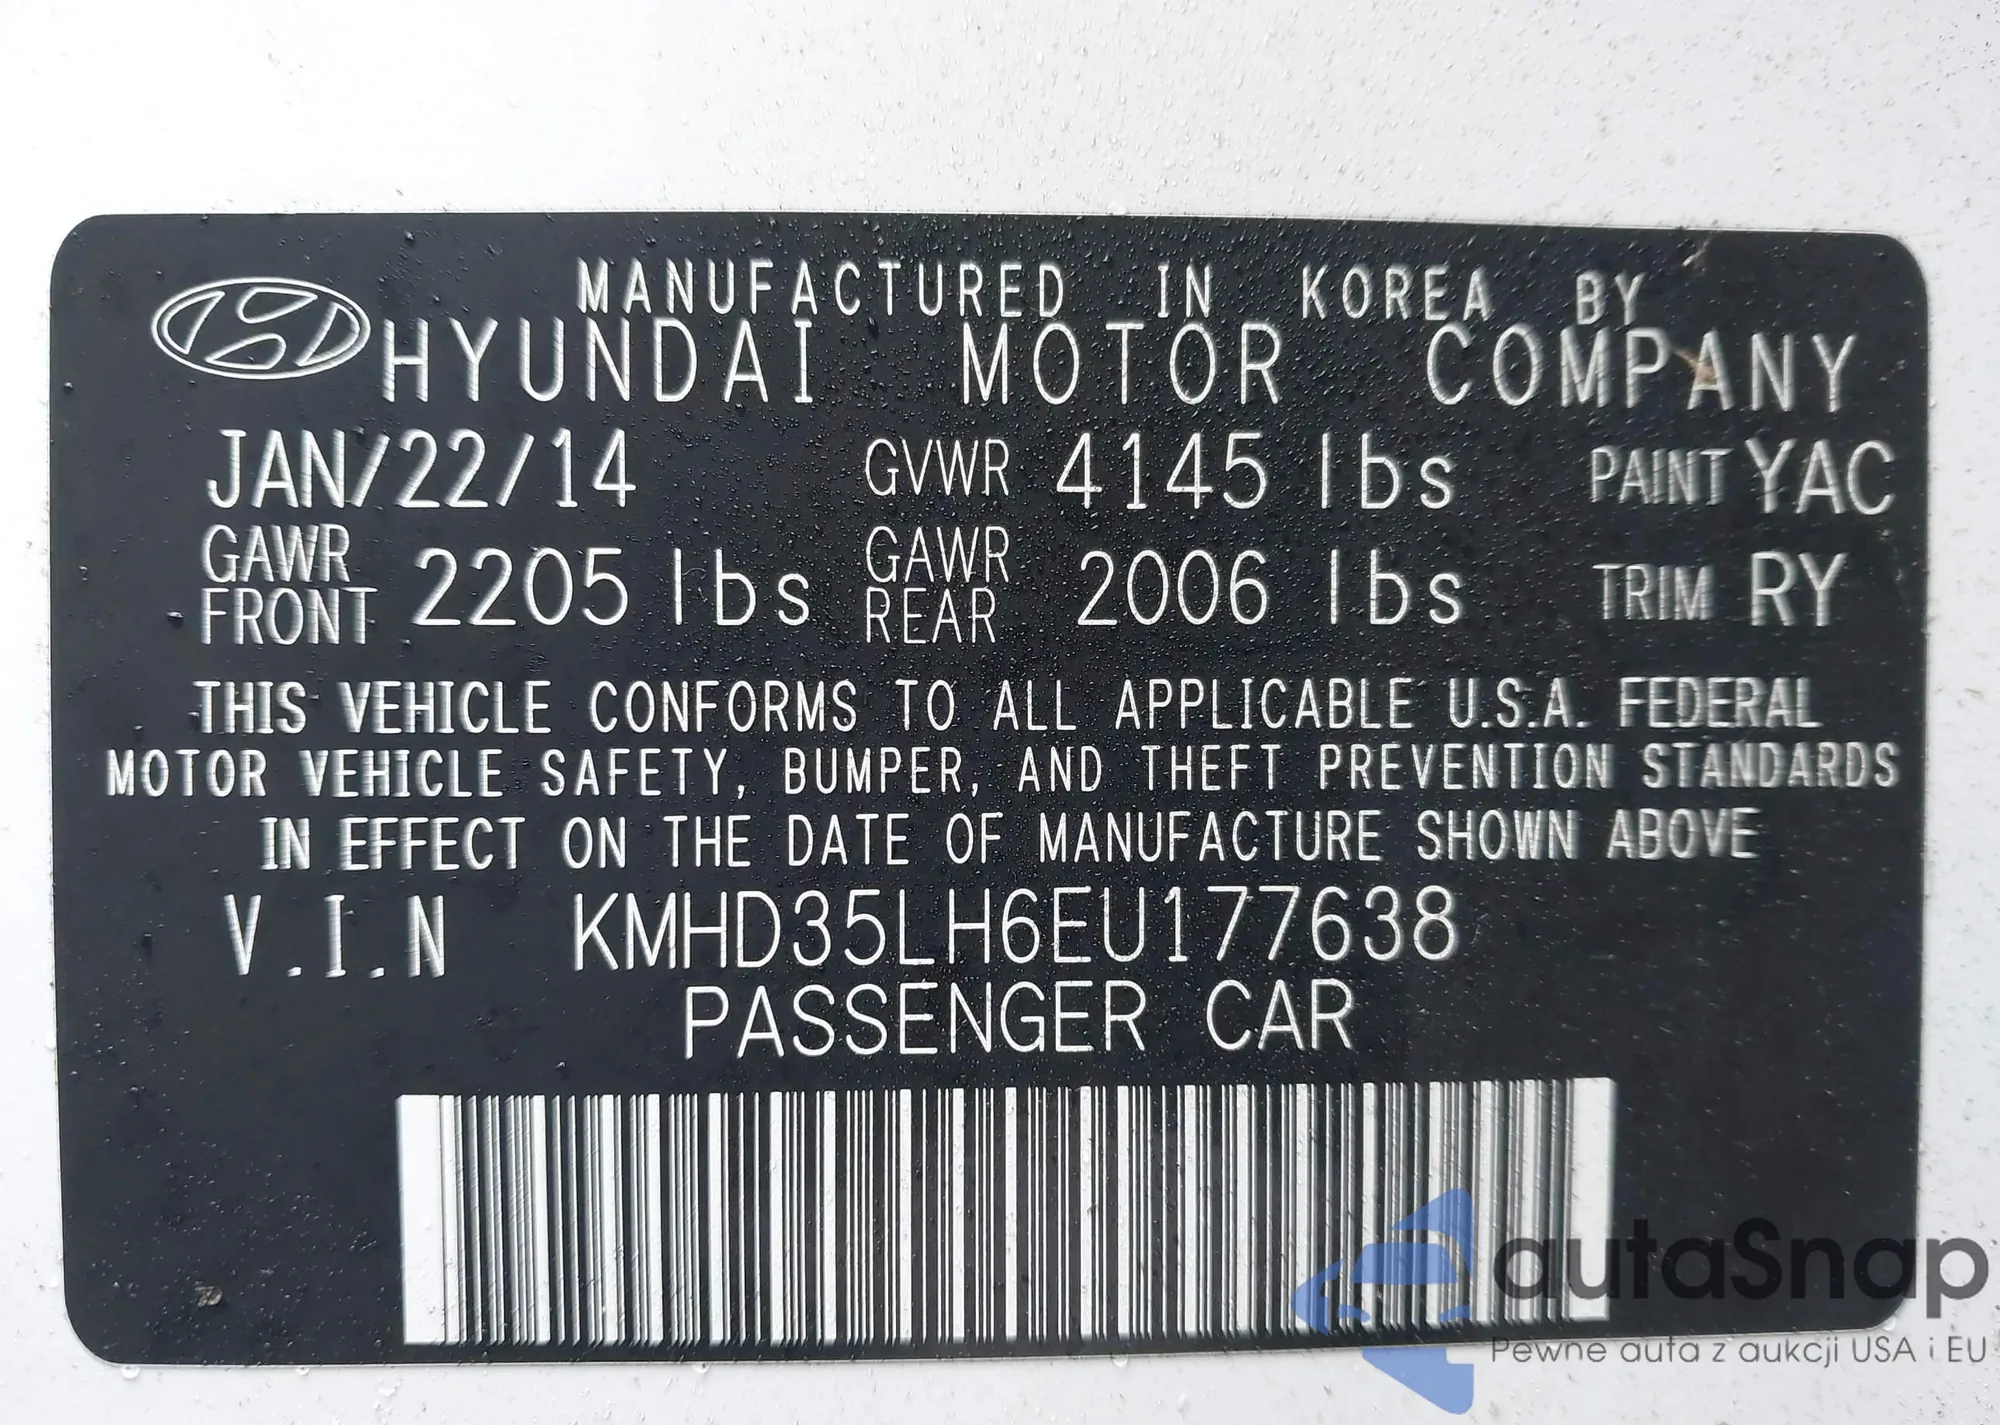 MANUFACTURED IN KOREA BY
HYUNDAI MOTOR COMPANY
JAN/22/14 GVWR 4145 lbs PAINT YAC
GAWR FRONT 2205 lbs GAWR REAR 2006 lbs TRIM RY
THIS VEHICLE CONFORMS TO ALL APPLICABLE U.S.A. FEDERAL
MOTOR VEHICLE SAFETY, BUMPER, AND THEFT PREVENTION STANDARDS
IN EFFECT ON THE DATE OF MANUFACTURE SHOWN ABOVE
V.I.N KMHD35LH6EU177638
PASSENGER CAR
autaSnap
Pewne auta z aukcji USA i EU